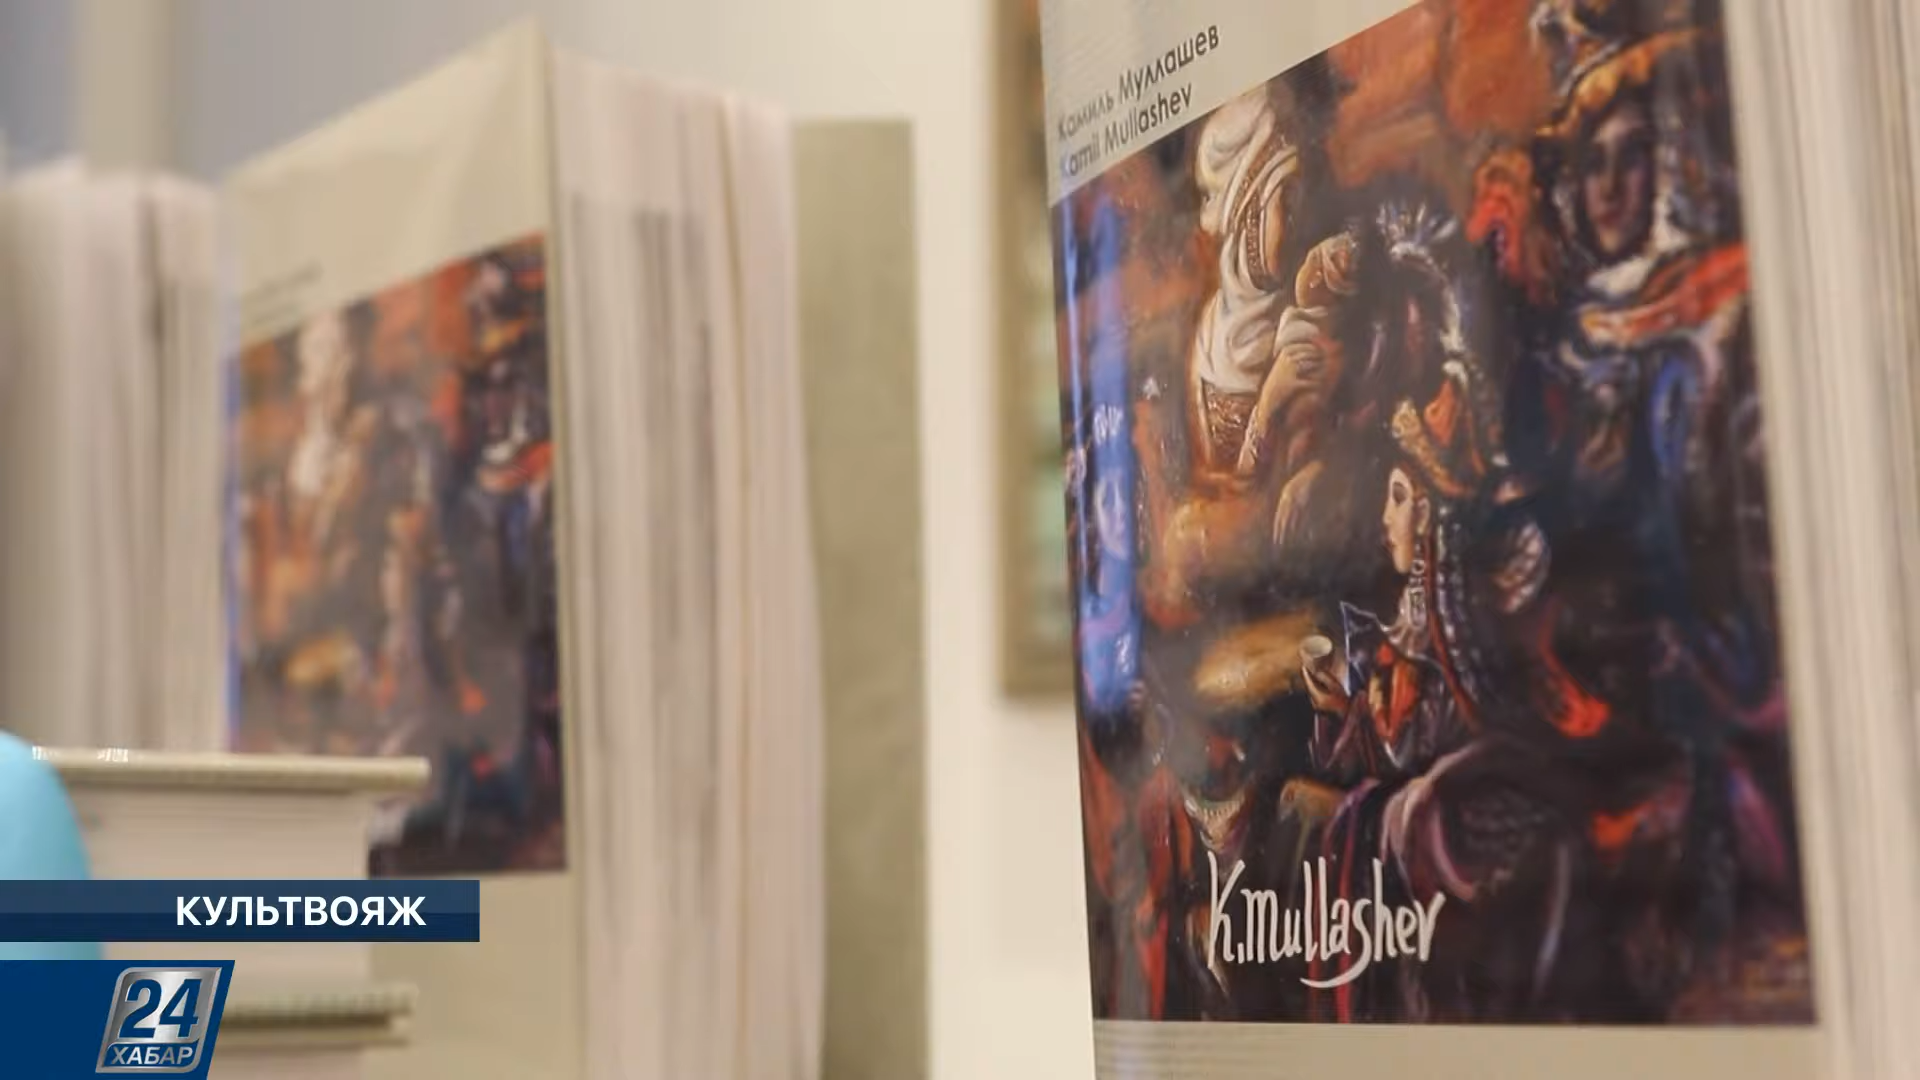 Камиль Муллашев
Kamil Mullashev
K.Mullashev
КУЛЬТВОЯЖ
24
ХАБАР